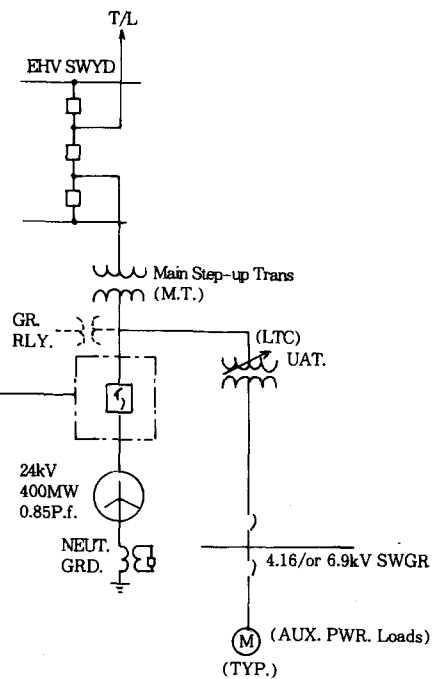 T/L
EHV SWYD
Main Step-up Trans
(M.T.)
GR.
RLY.
(LTC)
UAT.
24kV
400MW
0.85P.f.
NEUT.
GRD.
4.16/or 6.9kV SWGR
M
(AUX. PWR. Loads)
(TYP.)